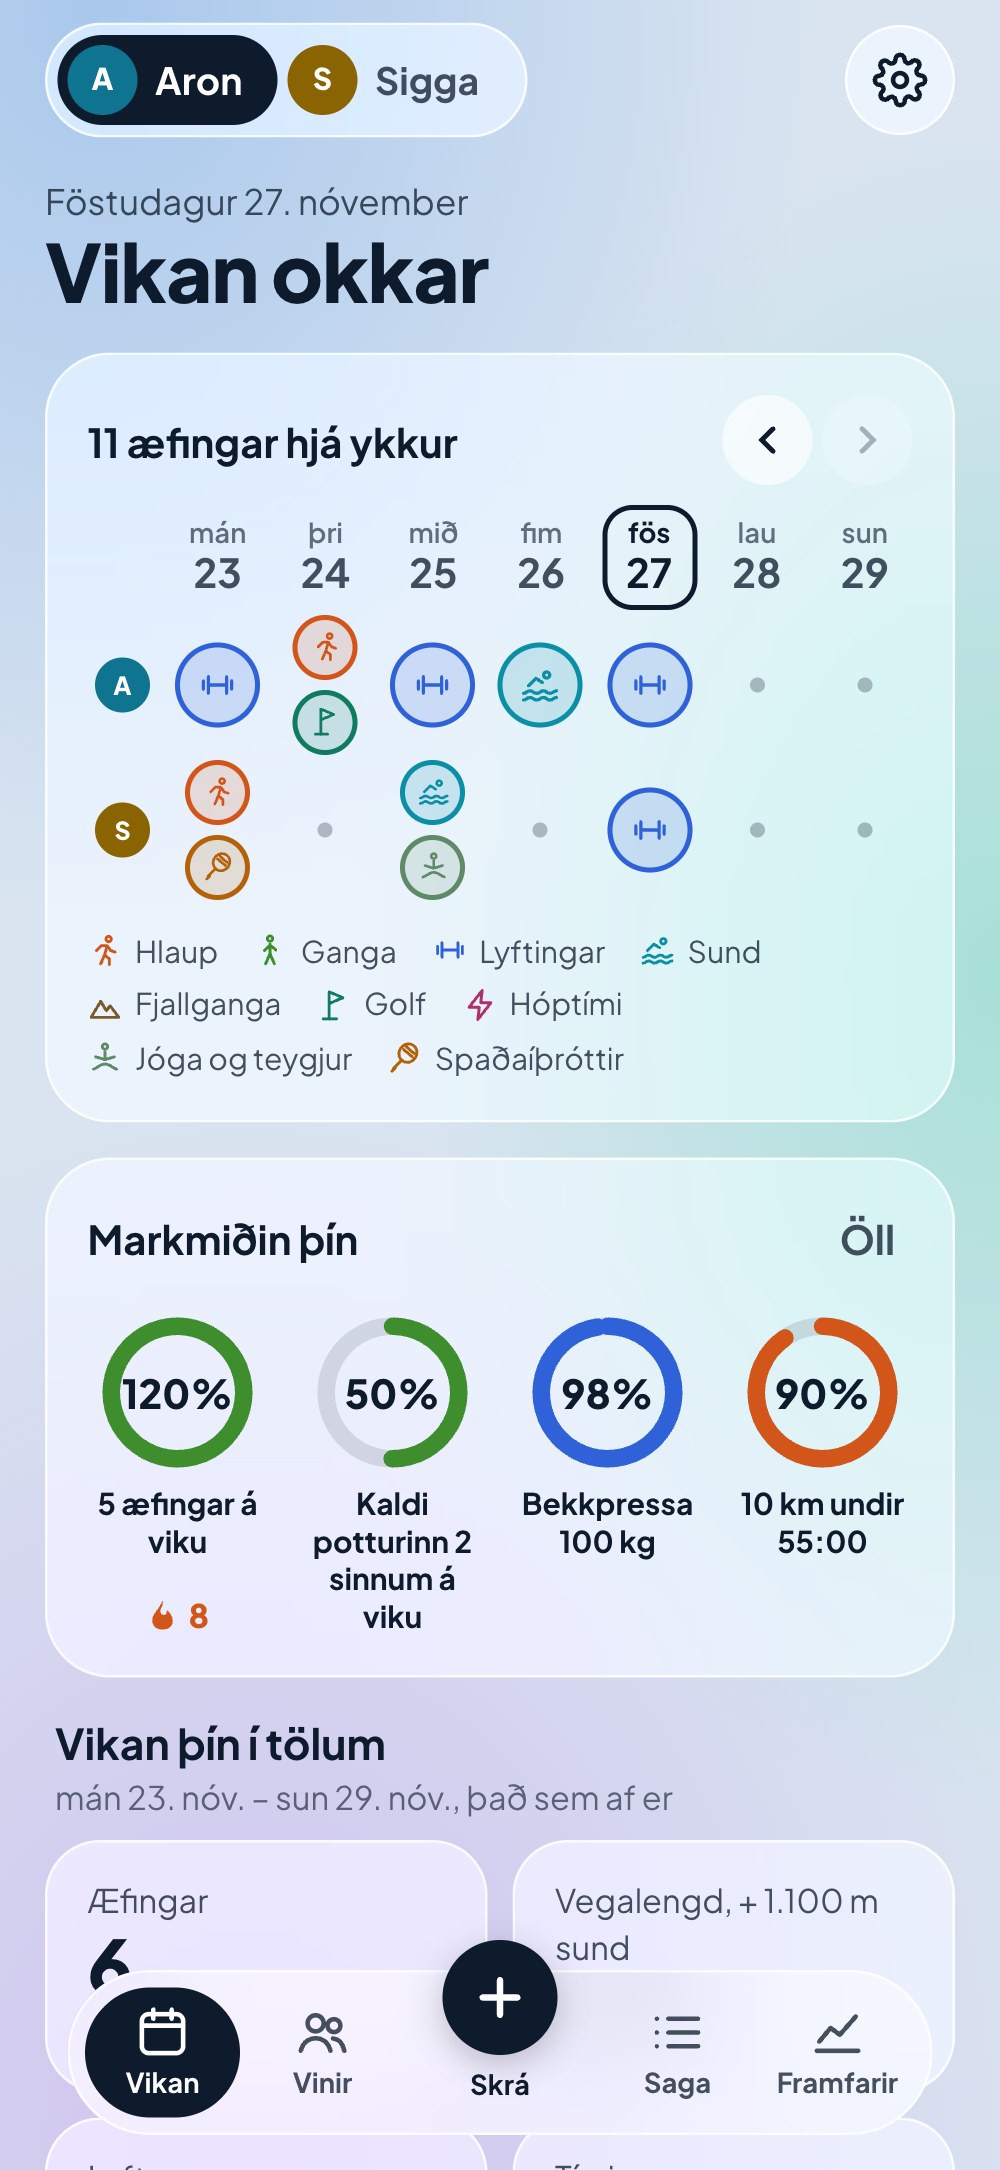 A Aron S Sigga
Föstudagur 27. nóvember
Vikan okkar
11 æfingar hjá ykkur
mán þri mið fim fös lau sun
23 24 25 26 27 28 29
A
S
Hlaup Ganga Lyftingar Sund
Fjallganga Golf Hóptími
Jóga og teygjur Spaðaíþróttir
Markmiðin þín Öll
120% 50% 98% 90%
5 æfingar á viku
8
Kaldi potturinn 2 sinnum á viku
Bekkpressa 100 kg
10 km undir 55:00
Vikan þín í tölum
mán 23. nóv. – sun 29. nóv., það sem af er
Æfingar
6
Vegalengd, + 1.100 m
sund
Vikan Vinir Skrá Saga Framfarir